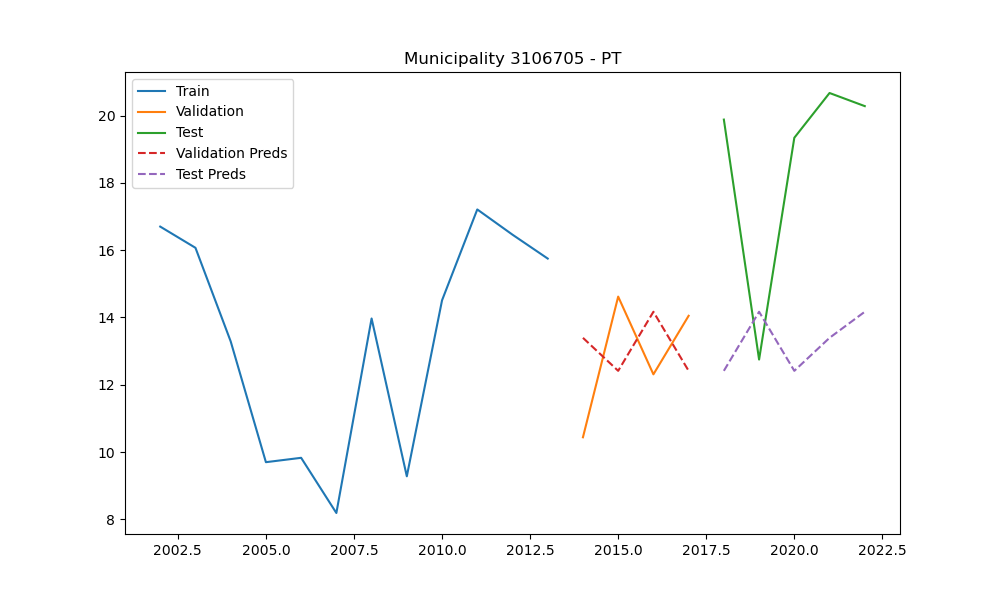 Municipality 3106705 - PT
Train
Validation
Test
Validation Preds
Test Preds
20
18
16
14
12
10
8
2002.5 2005.0 2007.5 2010.0 2012.5 2015.0 2017.5 2020.0 2022.5